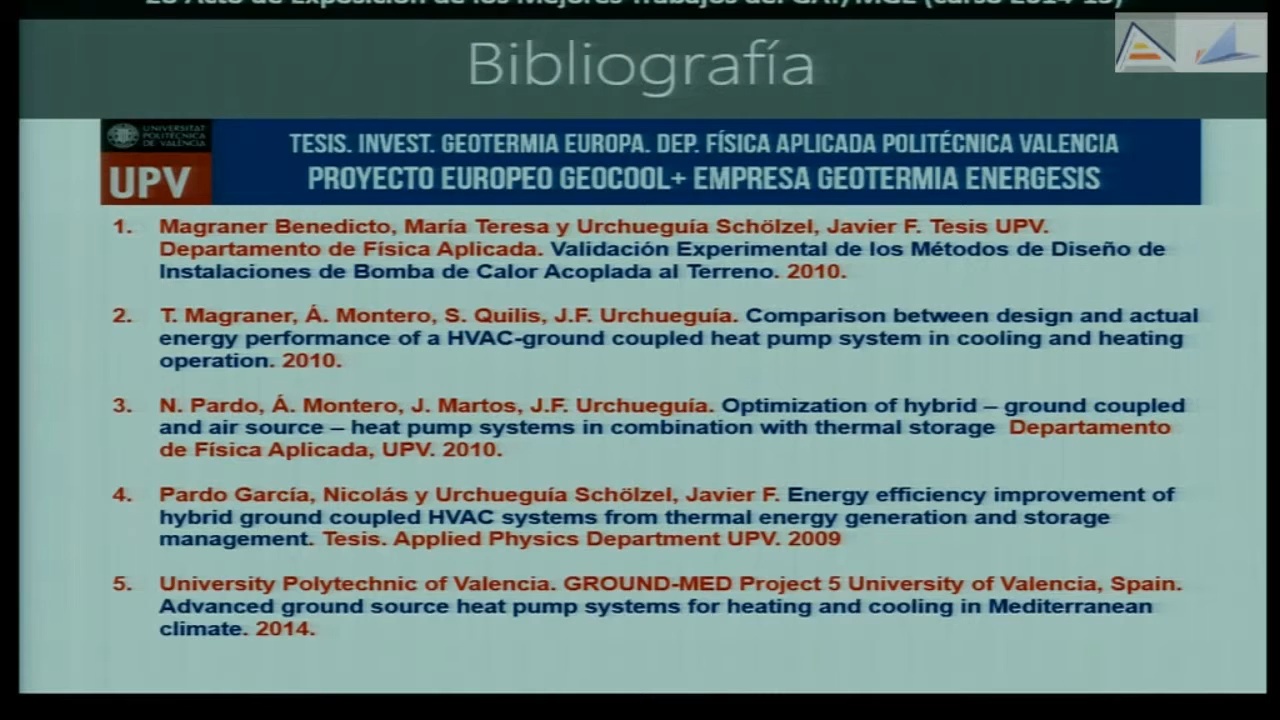 Bibliografía
UNIVERSITAT
POLITÈCNICA
DE VALÈNCIA
UPV
TESIS. INVEST. GEOTERMIA EUROPA. DEP. FÍSICA APLICADA POLITÉCNICA VALENCIA
PROYECTO EUROPEO GEOCOOL+ EMPRESA GEOTERMIA ENERGESIS
1. Magraner Benedicto, María Teresa y Urchueguía Schölzel, Javier F. Tesis UPV.
Departamento de Física Aplicada. Validación Experimental de los Métodos de Diseño de
Instalaciones de Bomba de Calor Acoplada al Terreno. 2010.
2. T. Magraner, Á. Montero, S. Quilis, J.F. Urchueguía. Comparison between design and actual
energy performance of a HVAC-ground coupled heat pump system in cooling and heating
operation. 2010.
3. N. Pardo, Á. Montero, J. Martos, J.F. Urchueguía. Optimization of hybrid – ground coupled
and air source – heat pump systems in combination with thermal storage Departamento
de Física Aplicada, UPV. 2010.
4. Pardo García, Nicolás y Urchueguía Schölzel, Javier F. Energy efficiency improvement of
hybrid ground coupled HVAC systems from thermal energy generation and storage
management. Tesis. Applied Physics Department UPV. 2009
5. University Polytechnic of Valencia. GROUND-MED Project 5 University of Valencia, Spain.
Advanced ground source heat pump systems for heating and cooling in Mediterranean
climate. 2014.